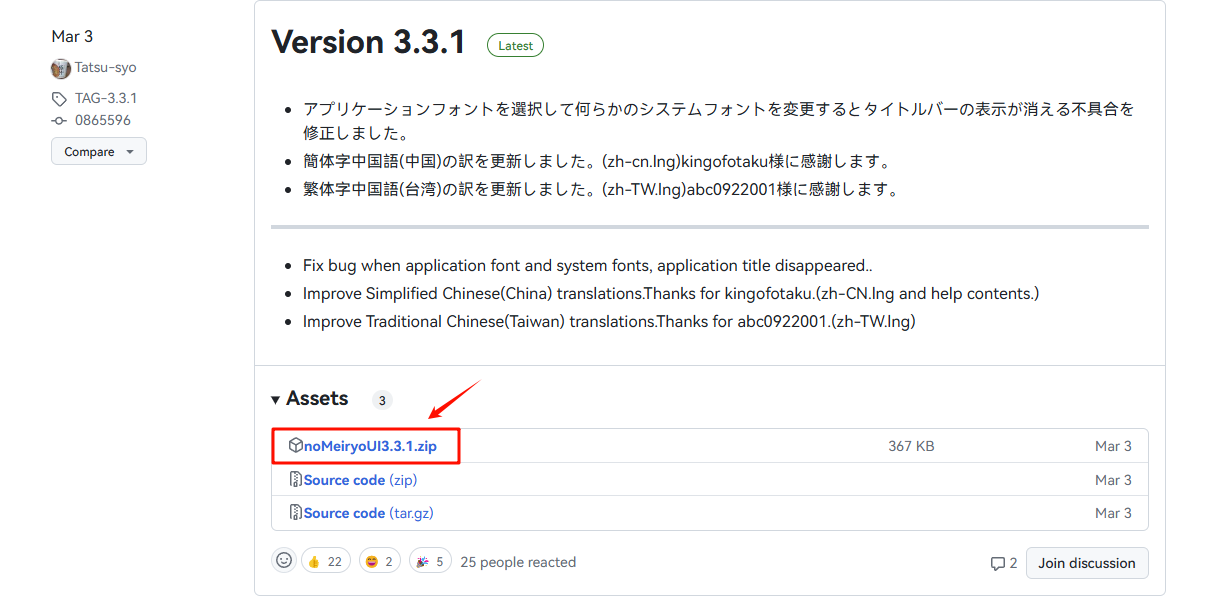 Mar 3
Tatsu-syo
TAG-3.3.1
0865596
Compare
Version 3.3.1 Latest
アプリケーションフォントを選択して何らかのシステムフォントを変更するとタイトルバーの表示が消える不具合を
修正しました。
簡体字中国語(中国)の訳を更新しました。(zh-cn.lng)kingofotaku様に感謝します。
繁体字中国語(台湾)の訳を更新しました。(zh-TW.lng)abc0922001様に感謝します。
Fix bug when application font and system fonts, application title disappeared..
Improve Simplified Chinese(China) translations.Thanks for kingofotaku.(zh-CN.lng and help contents.)
Improve Traditional Chinese(Taiwan) translations.Thanks for abc0922001.(zh-TW.lng)
Assets 3
noMeiryoUI3.3.1.zip 367 KB Mar 3
Source code (zip) Mar 3
Source code (tar.gz) Mar 3
22 2 5 25 people reacted 2 Join discussion